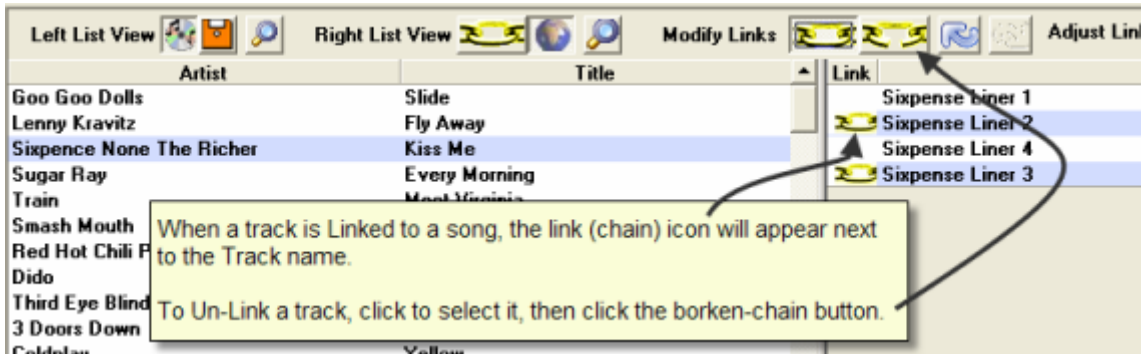 Left List View Right List View Modify Links Adjust Lin
Artist Title Link
Goo Goo Dolls Slide Sixpense Liner 1
Lenny Kravitz Fly Away Sixpense Liner 2
Sixpence None The Richer Kiss Me Sixpense Liner 4
Sugar Ray Every Morning Sixpense Liner 3
Train Meet Virginia
Smash Mouth
Red Hot Chili P
Dido
Third Eye Blind
3 Doors Down
Coldplay Yellow
When a track is Linked to a song, the link (chain) icon will appear next
to the Track name.
To Un-Link a track, click to select it, then click the borken-chain button.